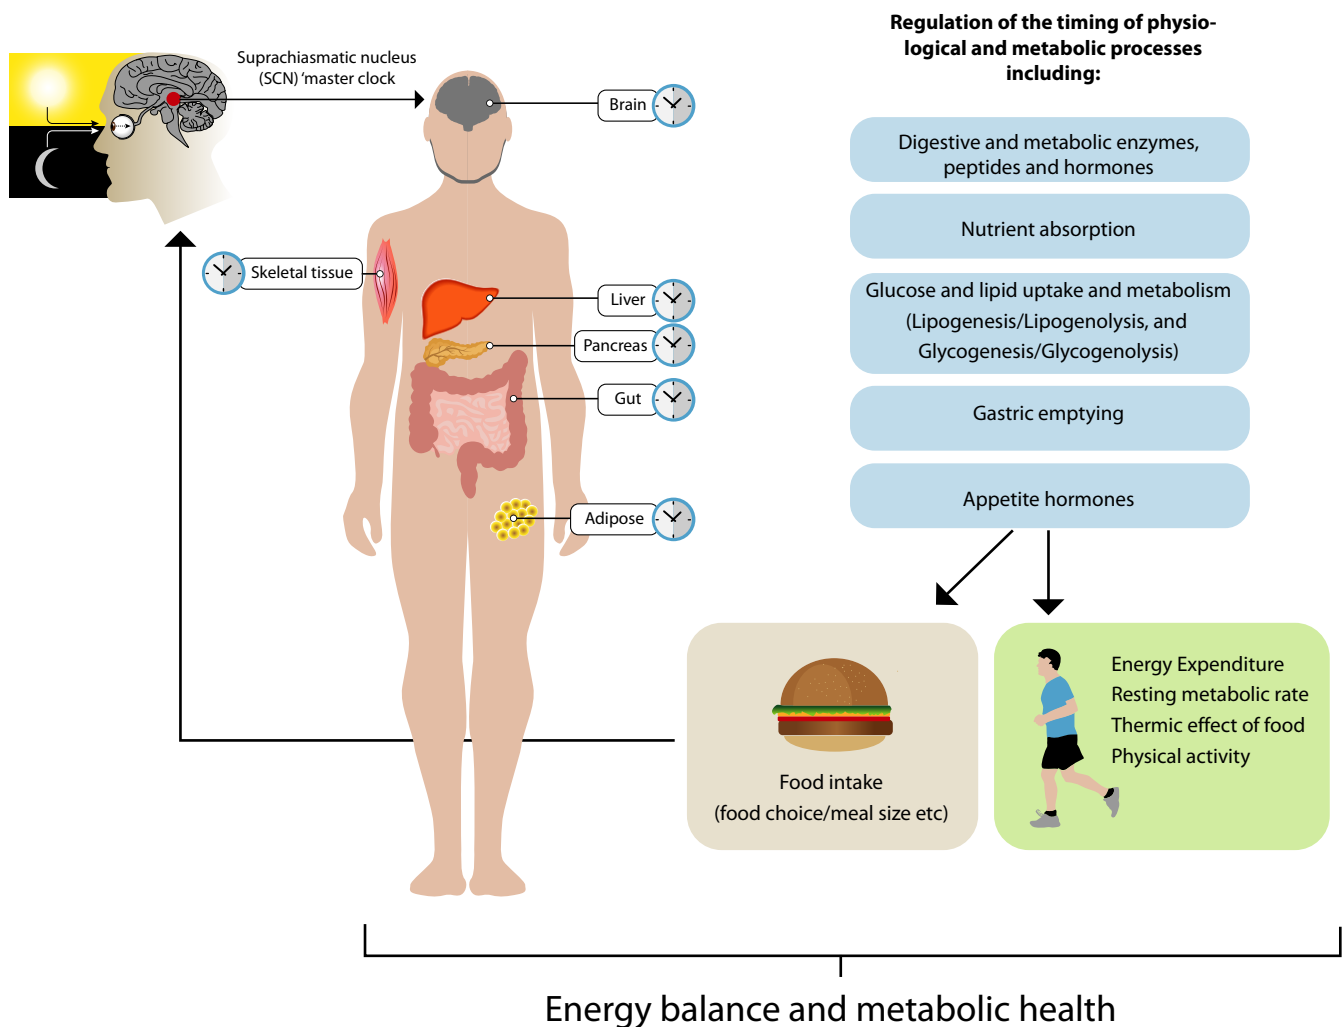 Suprachiasmatic nucleus
(SCN) ‘master clock
Brain
Skeletal tissue
Liver
Pancreas
Gut
Adipose
Regulation of the timing of physio-
logical and metabolic processes
including:
Digestive and metabolic enzymes,
peptides and hormones
Nutrient absorption
Glucose and lipid uptake and metabolism
(Lipogenesis/Lipogenolysis, and
Glycogenesis/Glycogenolysis)
Gastric emptying
Appetite hormones
Food intake
(food choice/meal size etc)
Energy Expenditure
Resting metabolic rate
Thermic effect of food
Physical activity
Energy balance and metabolic health